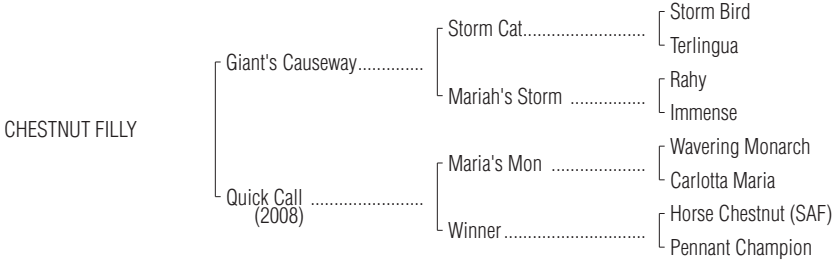 Storm Bird
Storm Cat..........................
Terlingua
Giant's Causeway..............
Rahy
Mariah's Storm ................
Immense
CHESTNUT FILLY
Wavering Monarch
Maria's Mon ....................
Carlotta Maria
Quick Call ........................
(2008)
Horse Chestnut (SAF)
Winner..............................
Pennant Champion